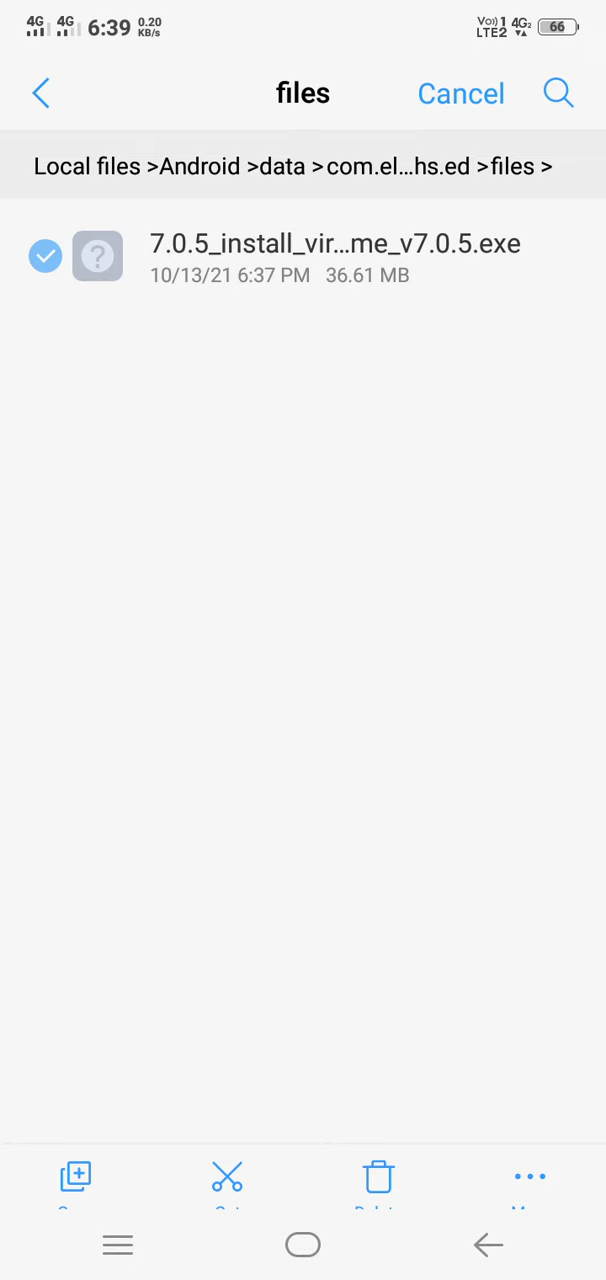 4G 4G 6:39 0.20 KB/s Vo) 1 LTE2 4G2 66
files Cancel
Local files >Android >data >com.el...hs.ed >files >
7.0.5_install_vir...me_v7.0.5.exe
10/13/21 6:37 PM 36.61 MB